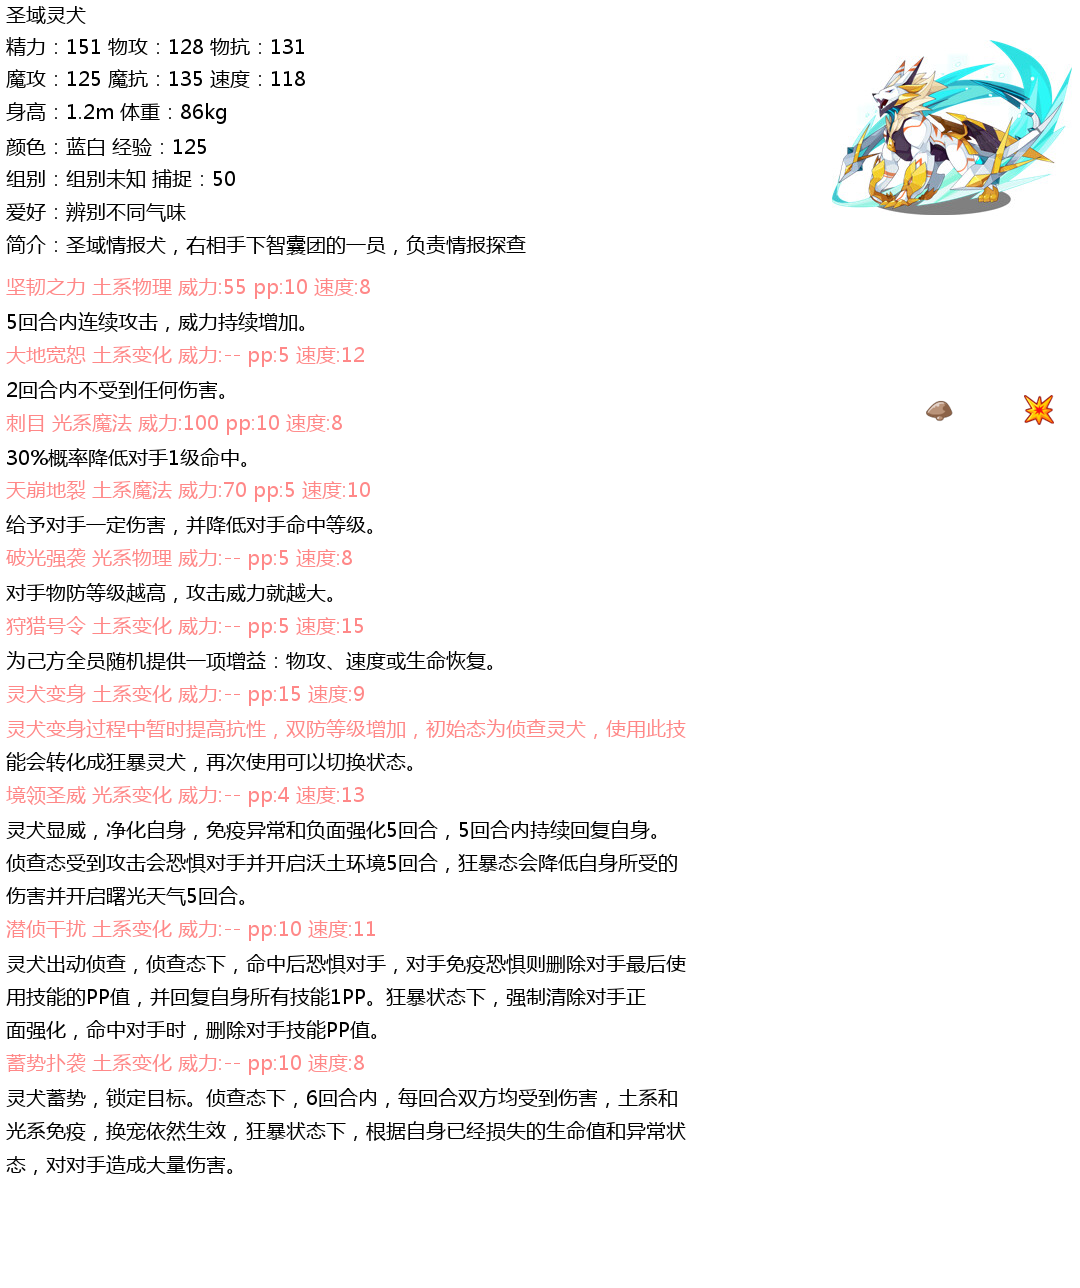 圣域灵犬
精力：151 物攻：128 物抗：131
魔攻：125 魔抗：135 速度：118
身高：1.2m 体重：86kg
颜色：蓝白 经验：125
组别：组别未知 捕捉：50
爱好：辨别不同气味
简介：圣域情报犬，右相手下智囊团的一员，负责情报探查
坚韧之力 土系物理 威力:55 pp:10 速度:8
5回合内连续攻击，威力持续增加。
大地宽恕 土系变化 威力:-- pp:5 速度:12
2回合内不受到任何伤害。
刺目 光系魔法 威力:100 pp:10 速度:8
30%概率降低对手1级命中。
天崩地裂 土系魔法 威力:70 pp:5 速度:10
给予对手一定伤害，并降低对手命中等级。
破光强袭 光系物理 威力:-- pp:5 速度:8
对手物防等级越高，攻击威力就越大。
狩猎号令 土系变化 威力:-- pp:5 速度:15
为己方全员随机提供一项增益：物攻、速度或生命恢复。
灵犬变身 土系变化 威力:-- pp:15 速度:9
灵犬变身过程中暂时提高抗性，双防等级增加，初始态为侦查灵犬，使用此技
能会转化成狂暴灵犬，再次使用可以切换状态。
境领圣威 光系变化 威力:-- pp:4 速度:13
灵犬显威，净化自身，免疫异常和负面强化5回合，5回合内持续回复自身。
侦查态受到攻击会恐惧对手并开启沃土环境5回合，狂暴态会降低自身所受的
伤害并开启曙光天气5回合。
潜侦干扰 土系变化 威力:-- pp:10 速度:11
灵犬出动侦查，侦查态下，命中后恐惧对手，对手免疫恐惧则删除对手最后使
用技能的PP值，并回复自身所有技能1PP。狂暴状态下，强制清除对手正
面强化，命中对手时，删除对手技能PP值。
蓄势扑袭 土系变化 威力:-- pp:10 速度:8
灵犬蓄势，锁定目标。侦查态下，6回合内，每回合双方均受到伤害，土系和
光系免疫，换宠依然生效，狂暴状态下，根据自身已经损失的生命值和异常状
态，对对手造成大量伤害。